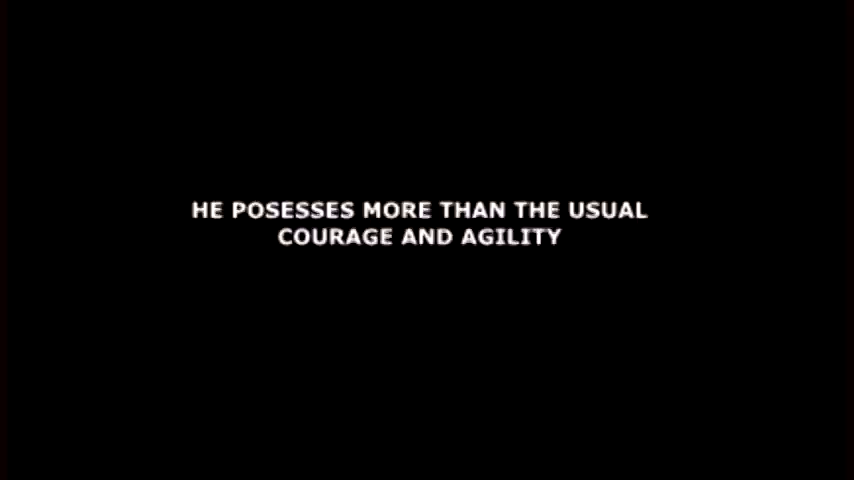 HE POSESSES MORE THAN THE USUAL
COURAGE AND AGILITY